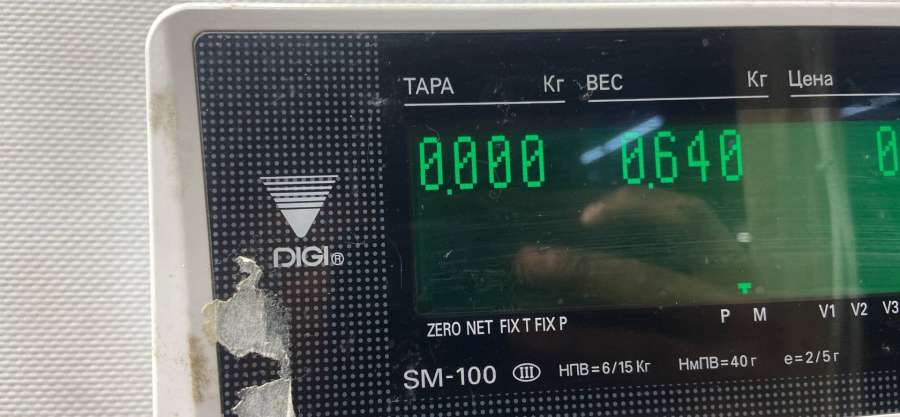 ТАРА Кг ВЕС Кг Цена
0.000 0.640 0
DIGI®
ZERO NET FIX T FIX P P M V1 V2 V3
SM-100 III НПВ=6/15 Кг НмПВ=40 г e=2/5 г